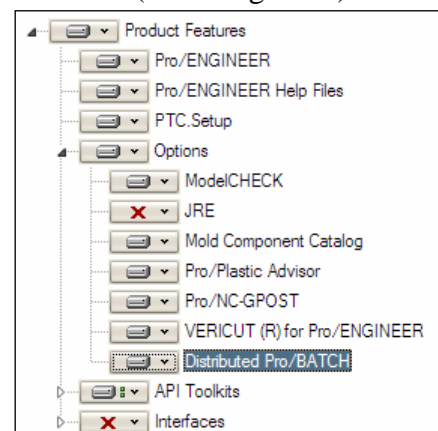 Product Features
Pro/ENGINEER
Pro/ENGINEER Help Files
PTC.Setup
Options
ModelCHECK
JRE
Mold Component Catalog
Pro/Plastic Advisor
Pro/NC-GPOST
VERICUT (R) for Pro/ENGINEER
Distributed Pro/BATCH
API Toolkits
Interfaces